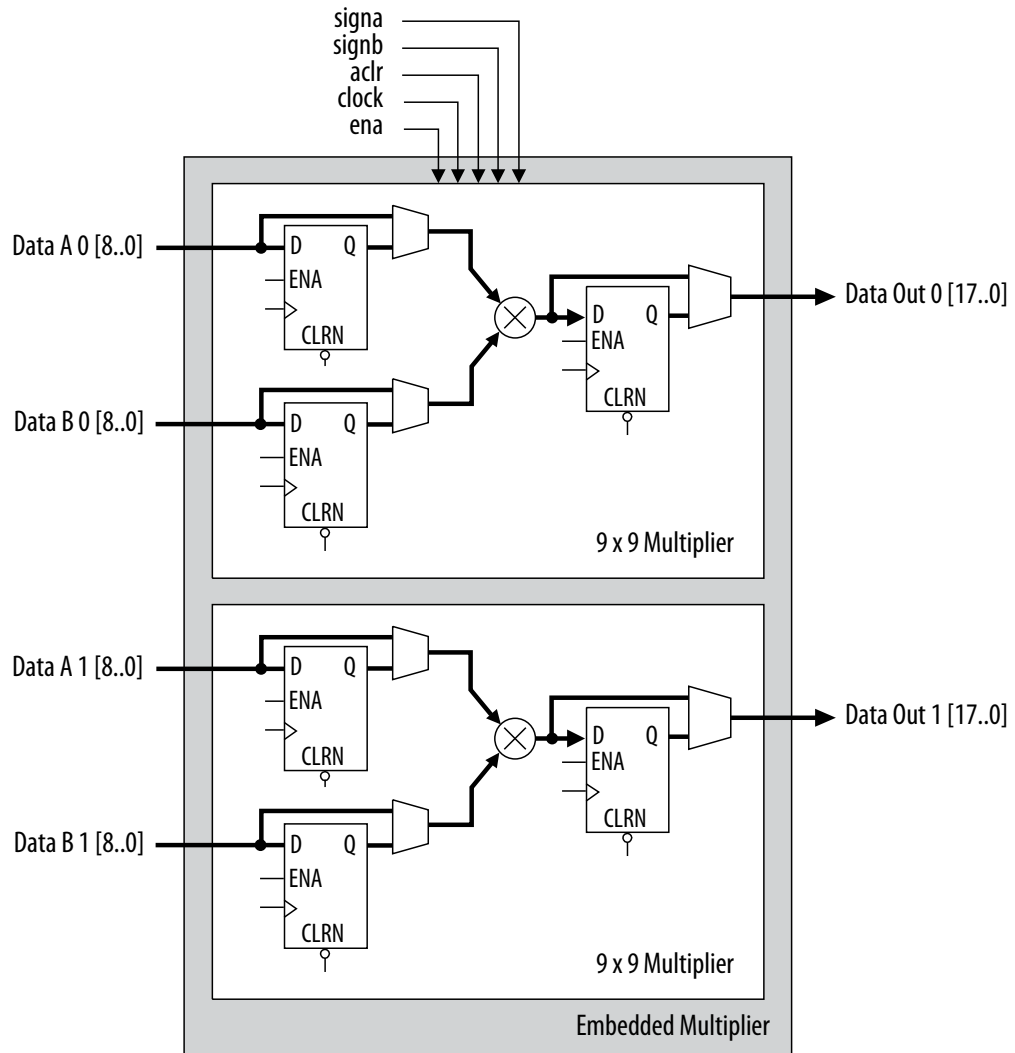 signa
signb
aclr
clock
ena
Data A 0 [8..0]
D Q
ENA
CLRN
Data Out 0 [17..0]
D Q
ENA
CLRN
Data B 0 [8..0]
D Q
ENA
CLRN
9 x 9 Multiplier
Data A 1 [8..0]
D Q
ENA
CLRN
Data Out 1 [17..0]
D Q
ENA
CLRN
Data B 1 [8..0]
D Q
ENA
CLRN
9 x 9 Multiplier
Embedded Multiplier